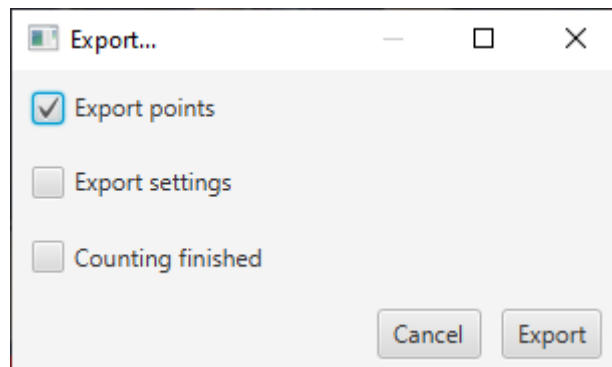 Export...
Export points
Export settings
Counting finished
Cancel Export